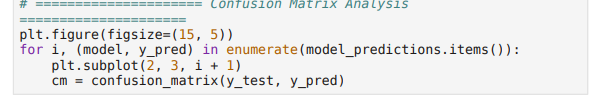 # ===================== Confusion Matrix Analysis
=====================
plt.figure(figsize=(15, 5))
for i, (model, y_pred) in enumerate(model_predictions.items()):
    plt.subplot(2, 3, i + 1)
    cm = confusion_matrix(y_test, y_pred)